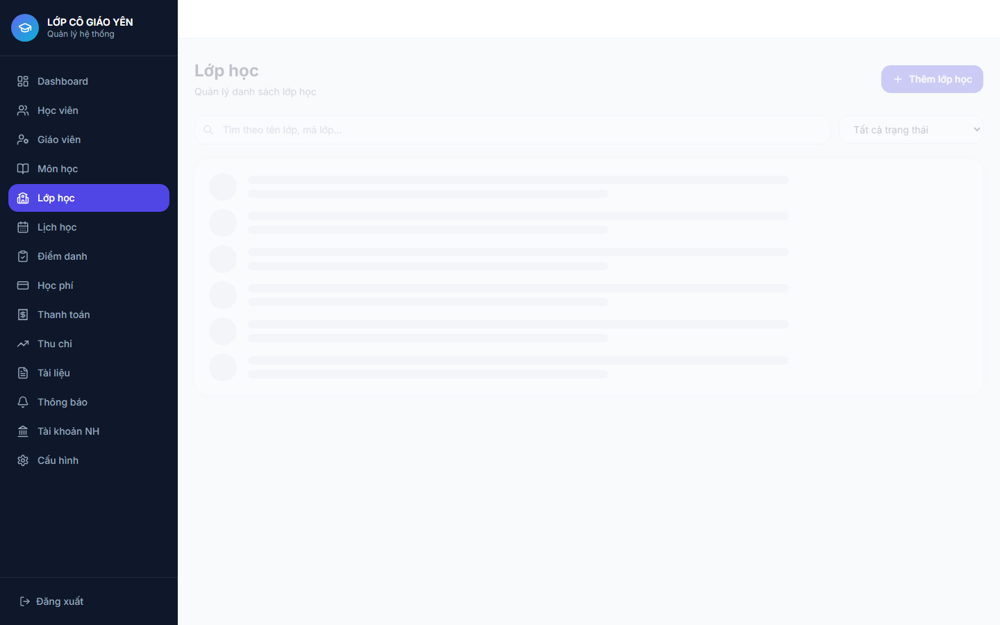 LỚP CÔ GIÁO YÊN
Quản lý hệ thống
Dashboard
Học viên
Giáo viên
Môn học
Lớp học
Lịch học
Điểm danh
Học phí
Thanh toán
Thu chi
Tài liệu
Thông báo
Tài khoản NH
Cấu hình
Đăng xuất
Lớp học
Quản lý danh sách lớp học
Thêm lớp học
Tìm theo tên lớp, mã lớp...
Tất cả trạng thái